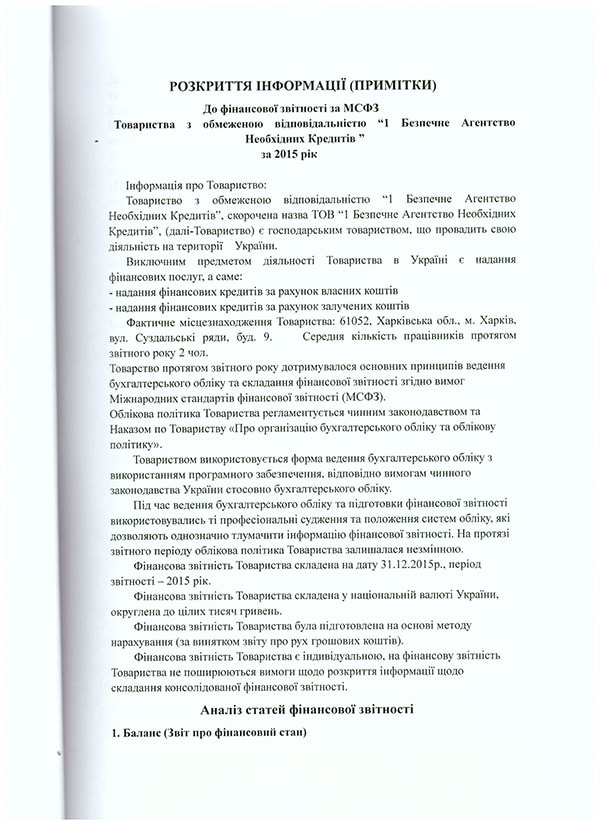 РОЗКРИТТЯ ІНФОРМАЦІЇ (ПРИМІТКИ)
До фінансової звітності за МСФЗ
Товариства з обмеженою відповідальністю “1 Безпечне Агентство
Необхідних Кредитів ”
за 2015 рік
Інформація про Товариство:
Товариство з обмеженою відповідальністю “1 Безпечне Агентство
Необхідних Кредитів”, скорочена назва ТОВ “1 Безпечне Агентство Необхідних
Кредитів”, (далі-Товариство) є господарським товариством, що провадить свою
діяльність на території України.
Виключним предметом діяльності Товариства в Україні є надання
фінансових послуг, а саме:
- надання фінансових кредитів за рахунок власних коштів
- надання фінансових кредитів за рахунок залучених коштів
Фактичне місцезнаходження Товариства: 61052, Харківська обл., м. Харків,
вул. Суздальські ряди, буд. 9. Середня кількість працівників протягом
звітного року 2 чол.
Товарство протягом звітного року дотримувалося основних принципів ведення
бухгалтерського обліку та складання фінансової звітності згідно вимог
Міжнародних стандартів фінансової звітності (МСФЗ).
Облікова політика Товариства регламентується чинним законодавством та
Наказом по Товариству «Про організацію бухгалтерського обліку та облікову
політику».
Товариством використовується форма ведення бухгалтерського обліку з
використанням програмного забезпечення, відповідно вимогам чинного
законодавства України стосовно бухгалтерського обліку.
Під час ведення бухгалтерського обліку та підготовки фінансової звітності
використовувались ті професіональні судження та положення систем обліку, які
дозволяють однозначно тлумачити інформацію фінансової звітності. На протязі
звітного періоду облікова політика Товариства залишалася незмінною.
Фінансова звітність Товариства складена на дату 31.12.2015р., період
звітності – 2015 рік.
Фінансова звітність Товариства складена у національній валюті України,
округлена до цілих тисяч гривень.
Фінансова звітність Товариства була підготовлена на основі методу
нарахування (за винятком звіту про рух грошових коштів).
Фінансова звітність Товариства є індивідуальною, на фінансову звітність
Товариства не поширюються вимоги щодо розкриття інформації щодо
складання консолідованої фінансової звітності.
Аналіз статей фінансової звітності
1. Баланс (Звіт про фінансовий стан)